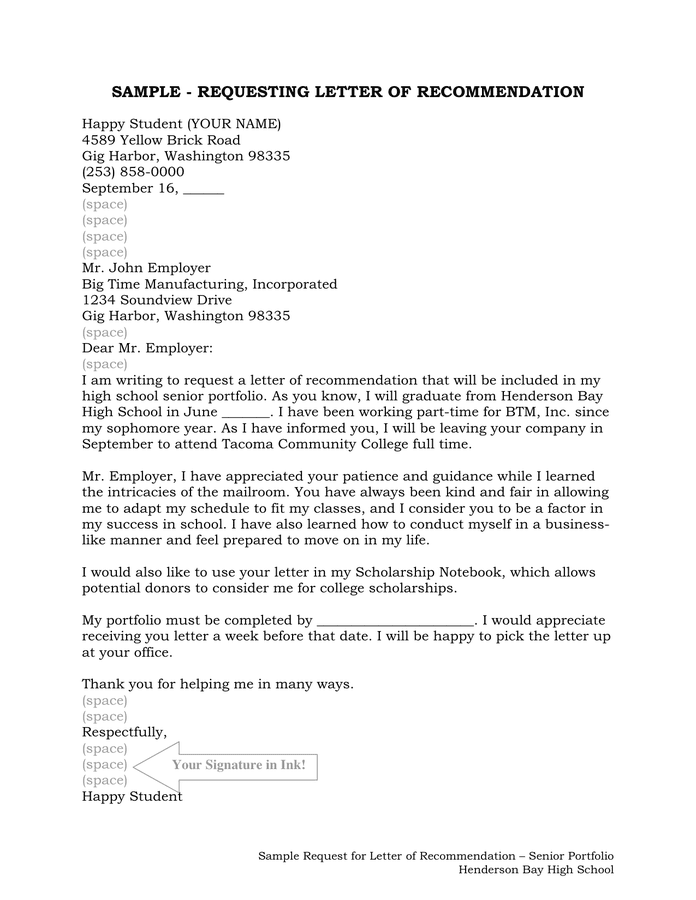 SAMPLE - REQUESTING LETTER OF RECOMMENDATION
Happy Student (YOUR NAME)
4589 Yellow Brick Road
Gig Harbor, Washington 98335
(253) 858-0000
September 16, ______
(space)
(space)
(space)
(space)
Mr. John Employer
Big Time Manufacturing, Incorporated
1234 Soundview Drive
Gig Harbor, Washington 98335
(space)
Dear Mr. Employer:
(space)
I am writing to request a letter of recommendation that will be included in my
high school senior portfolio. As you know, I will graduate from Henderson Bay
High School in June _______. I have been working part-time for BTM, Inc. since
my sophomore year. As I have informed you, I will be leaving your company in
September to attend Tacoma Community College full time.
Mr. Employer, I have appreciated your patience and guidance while I learned
the intricacies of the mailroom. You have always been kind and fair in allowing
me to adapt my schedule to fit my classes, and I consider you to be a factor in
my success in school. I have also learned how to conduct myself in a business-
like manner and feel prepared to move on in my life.
I would also like to use your letter in my Scholarship Notebook, which allows
potential donors to consider me for college scholarships.
My portfolio must be completed by _______________________. I would appreciate
receiving you letter a week before that date. I will be happy to pick the letter up
at your office.
Thank you for helping me in many ways.
(space)
(space)
Respectfully,
(space)
(space) Your Signature in Ink!
(space)
Happy Student
Sample Request for Letter of Recommendation – Senior Portfolio
Henderson Bay High School